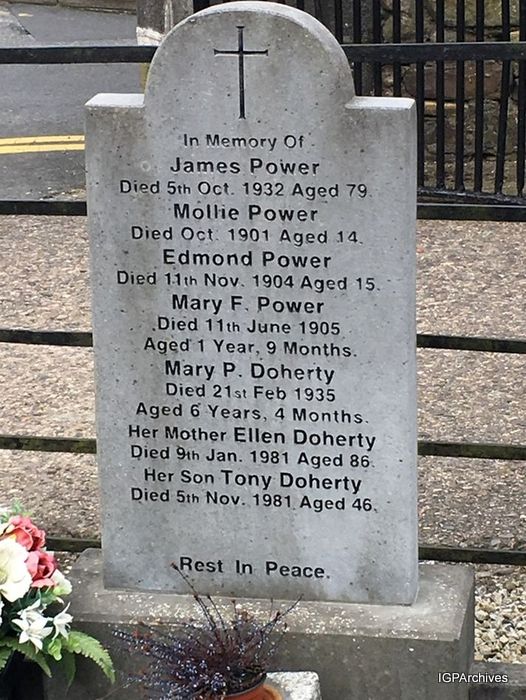 In Memory Of
James Power
Died 5th Oct. 1932 Aged 79.
Mollie Power
Died Oct. 1901 Aged 14.
Edmond Power
Died 11th Nov. 1904 Aged 15.
Mary F. Power
Died 11th June 1905
Aged 1 Year, 9 Months.
Mary P. Doherty
Died 21st Feb 1935
Aged 6 Years, 4 Months.
Her Mother Ellen Doherty
Died 9th Jan. 1981 Aged 86.
Her Son Tony Doherty
Died 5th Nov. 1981 Aged 46.
Rest In Peace.
IGPArchives